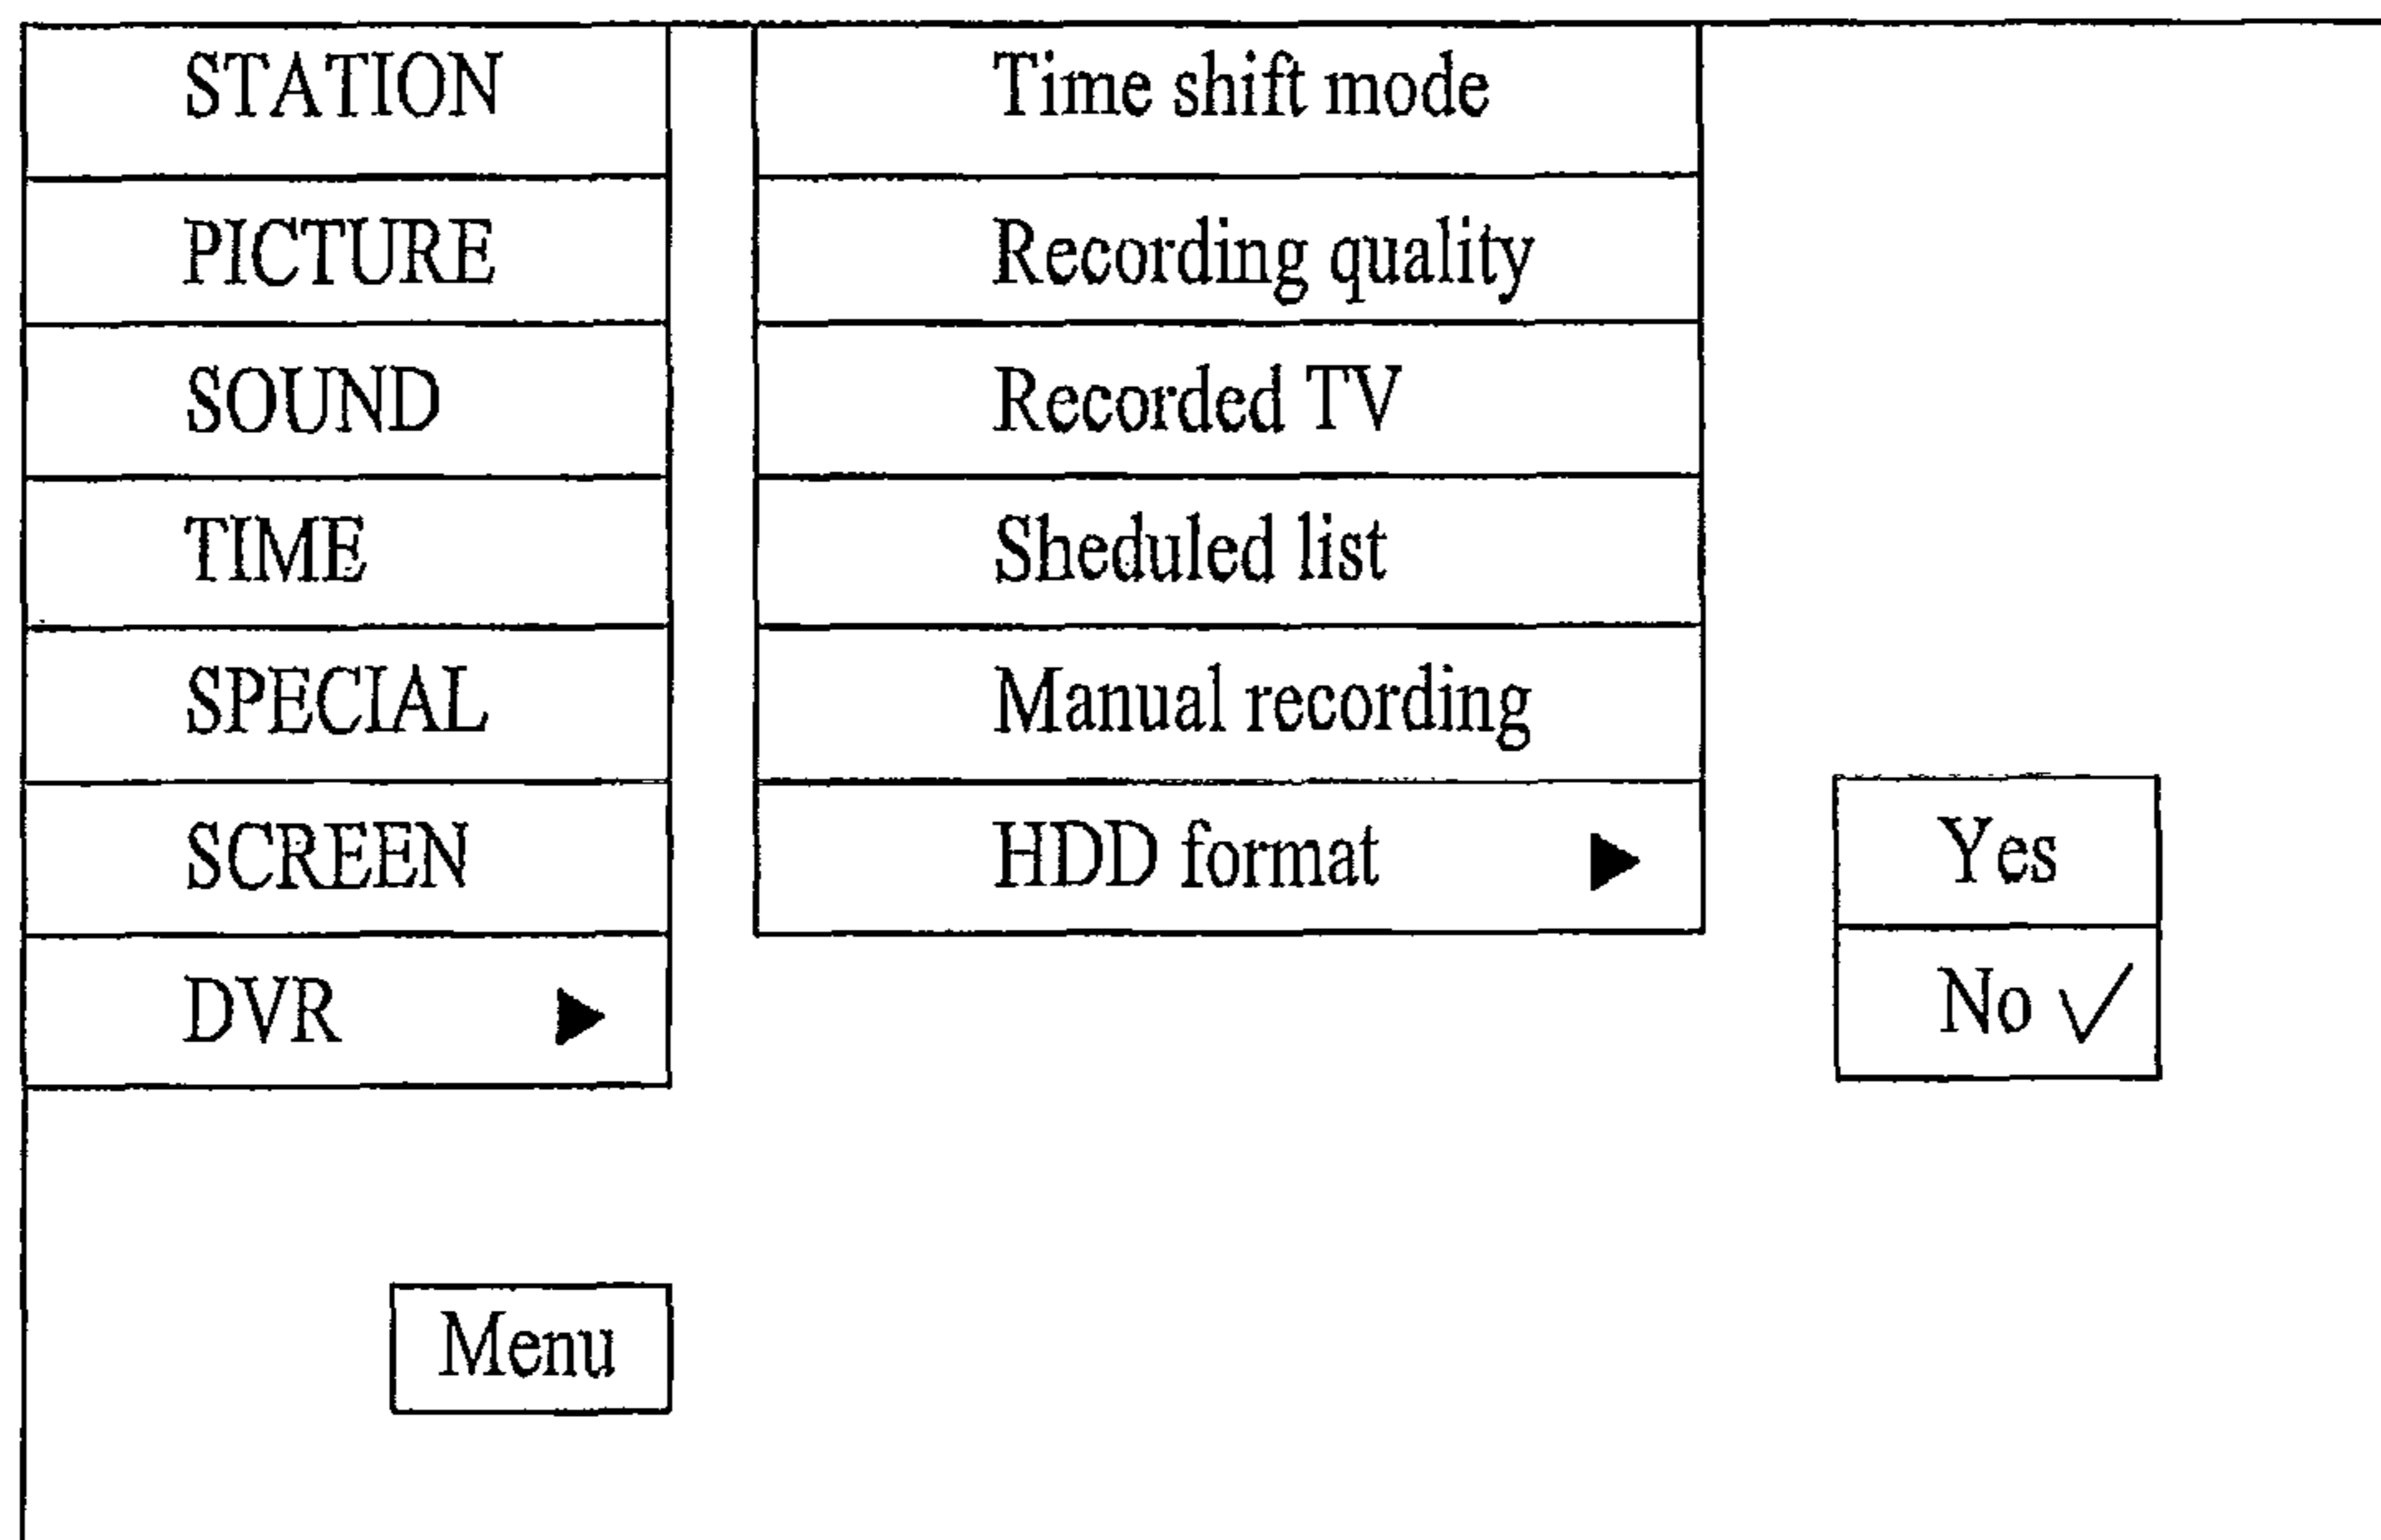 STATION
PICTURE
SOUND
TIME
SPECIAL
SCREEN
DVR
Time shift mode
Recording quality
Recorded TV
Sheduled list
Manual recording
HDD format
Yes
No
Menu